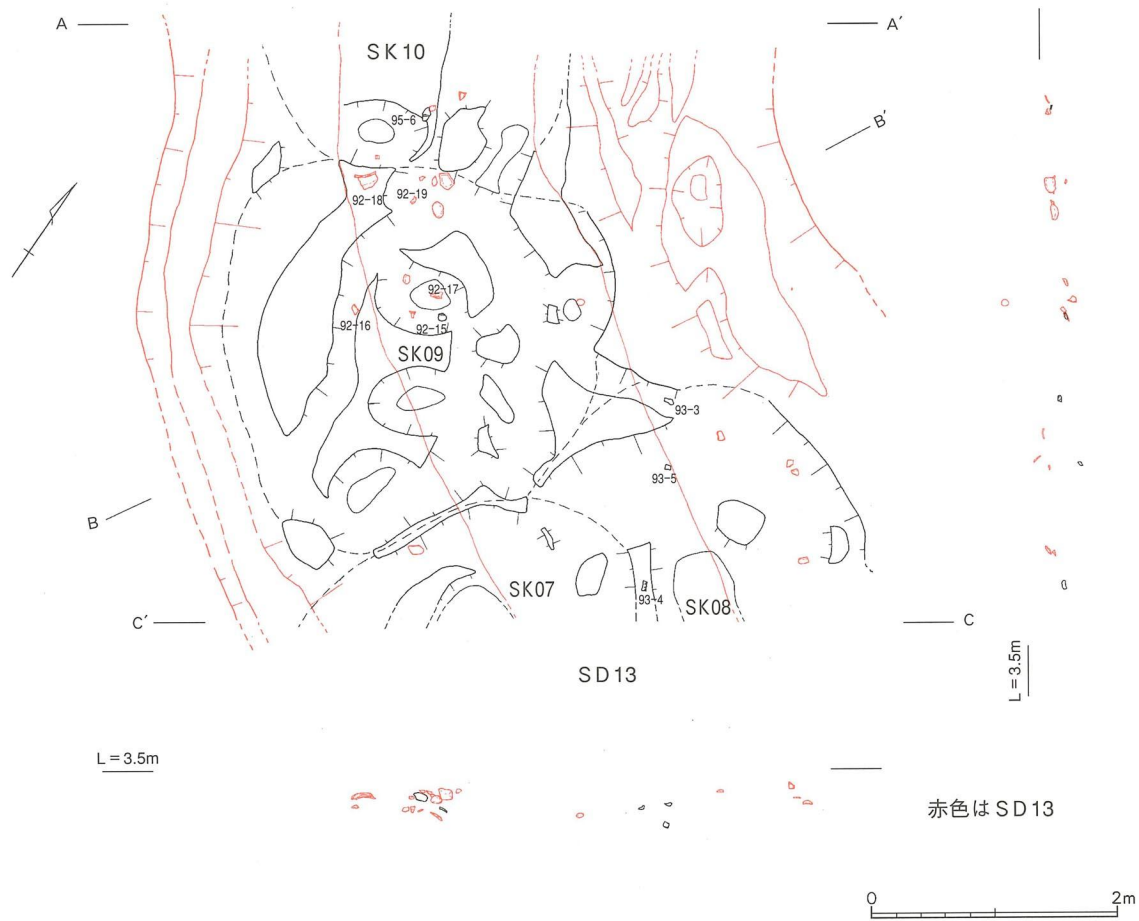 A
A′
SK10
95-6
B′
92-18
92-19
92-17
92-16
92-15
SK09
93-3
93-5
B
SK07
93-4
SK08
C′
C
SD13
L=3.5m
L=3.5m
赤色はSD13
0
2m